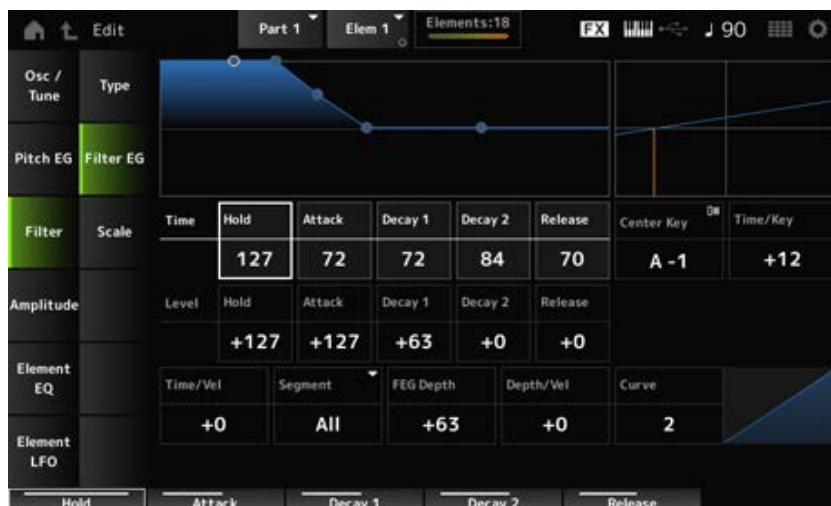 Edit Part 1 Elem 1 Elements:18 FX 90
Osc / Tune
Type
Pitch EG
Filter EG
Filter
Scale
Amplitude
Element EQ
Element LFO
Time Hold Attack Decay 1 Decay 2 Release Center Key Time/Key
127 72 72 84 70 A -1 +12
Level Hold Attack Decay 1 Decay 2 Release
+127 +127 +63 +0 +0
Time/Vel Segment FEG Depth Depth/Vel Curve
+0 All +63 +0 2
Hold Attack Decay 1 Decay 2 Release